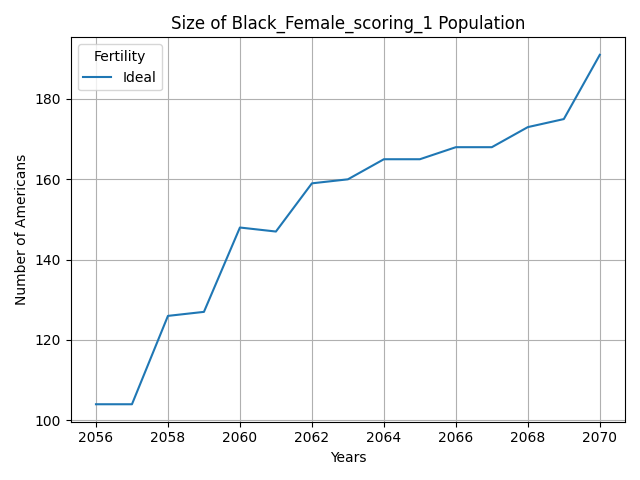 Size of Black_Female_scoring_1 Population
Fertility
Ideal
Number of Americans
180
160
140
120
100
2056 2058 2060 2062 2064 2066 2068 2070
Years